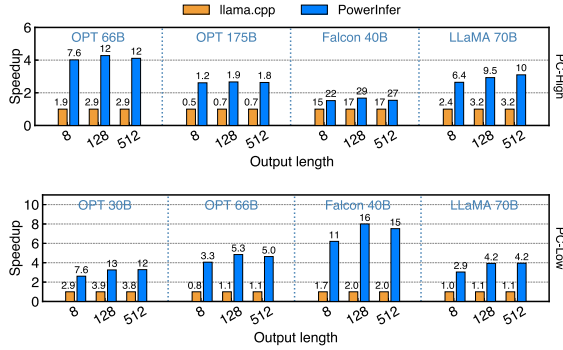 llama.cpp PowerInfer
OPT 66B OPT 175B Falcon 40B LLaMA 70B
6
4
2
0
Speedup
1.9 7.6 2.9 12 2.9 12
0.5 1.2 0.7 1.9 0.7 1.8
15 22 17 29 17 27
2.4 6.4 3.2 9.5 3.2 10
PC-High
8 128 512 8 128 512 8 128 512 8 128 512
Output length
OPT 30B OPT 66B Falcon 40B LLaMA 70B
10
8
6
4
2
0
Speedup
2.9 7.6 3.9 13 3.8 12
0.8 3.3 1.1 5.3 1.1 5.0
1.7 11 2.0 16 2.0 15
1.0 2.9 1.1 4.2 1.1 4.2
PC-Low
8 128 512 8 128 512 8 128 512 8 128 512
Output length